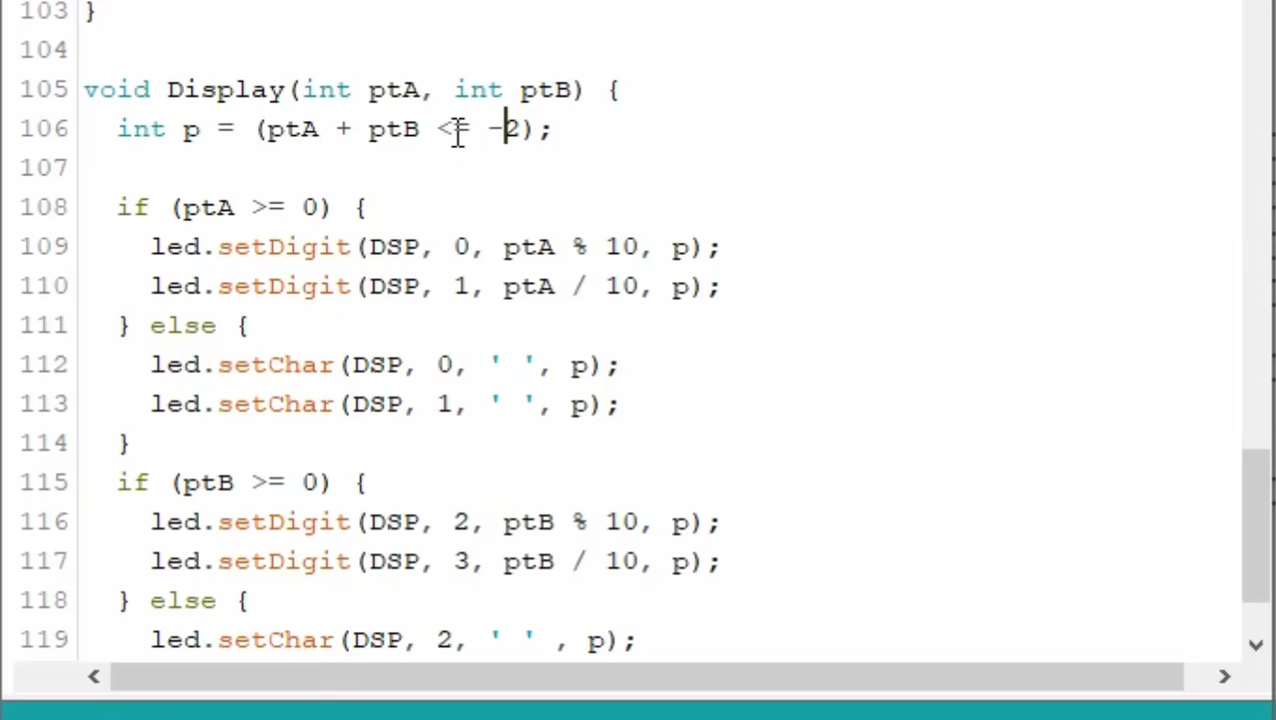 103 }
104
105 void Display(int ptA, int ptB) {
106 int p = (ptA + ptB <= -2);
107
108 if (ptA >= 0) {
109 led.setDigit(DSP, 0, ptA % 10, p);
110 led.setDigit(DSP, 1, ptA / 10, p);
111 } else {
112 led.setChar(DSP, 0, ' ', p);
113 led.setChar(DSP, 1, ' ', p);
114 }
115 if (ptB >= 0) {
116 led.setDigit(DSP, 2, ptB % 10, p);
117 led.setDigit(DSP, 3, ptB / 10, p);
118 } else {
119 led.setChar(DSP, 2, ' ' , p);